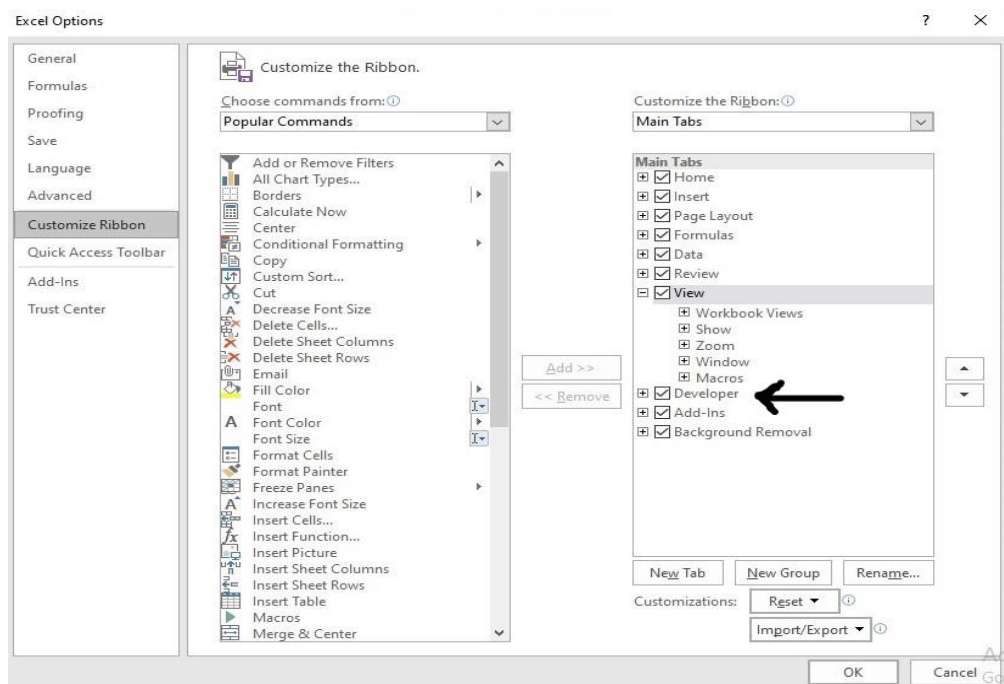 Excel Options
?
General
Formulas
Proofing
Save
Language
Advanced
Customize Ribbon
Quick Access Toolbar
Add-Ins
Trust Center
Customize the Ribbon.
Choose commands from:
Popular Commands
Add or Remove Filters
All Chart Types...
Borders
Calculate Now
Center
Conditional Formatting
Copy
Custom Sort...
Cut
Decrease Font Size
Delete Cells...
Delete Sheet Columns
Delete Sheet Rows
Email
Fill Color
Font
Font Color
Font Size
Format Cells
Format Painter
Freeze Panes
Increase Font Size
Insert Cells...
Insert Function...
Insert Picture
Insert Sheet Columns
Insert Sheet Rows
Insert Table
Macros
Merge & Center
Add >>
<< Remove
Customize the Ribbon:
Main Tabs
Main Tabs
Home
Insert
Page Layout
Formulas
Data
Review
View
Workbook Views
Show
Zoom
Window
Macros
Developer
Add-Ins
Background Removal
New Tab
New Group
Rename...
Customizations:
Reset
Import/Export
OK
Cancel